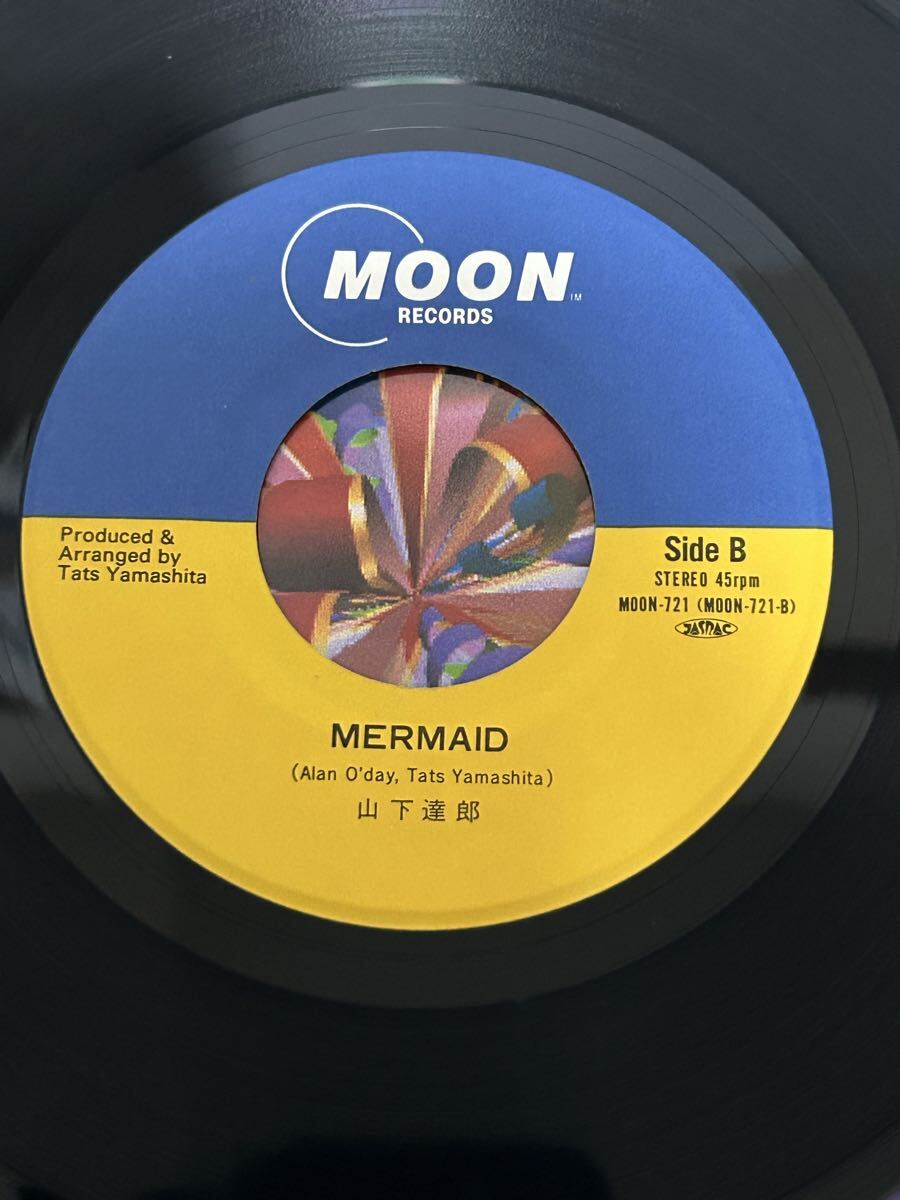 MOON
RECORDS
TM
Produced &
Arranged by
Tats Yamashita
Side B
STEREO 45rpm
MOON-721 (MOON-721-B)
JASRAC
MERMAID
(Alan O'day, Tats Yamashita)
山下達郎